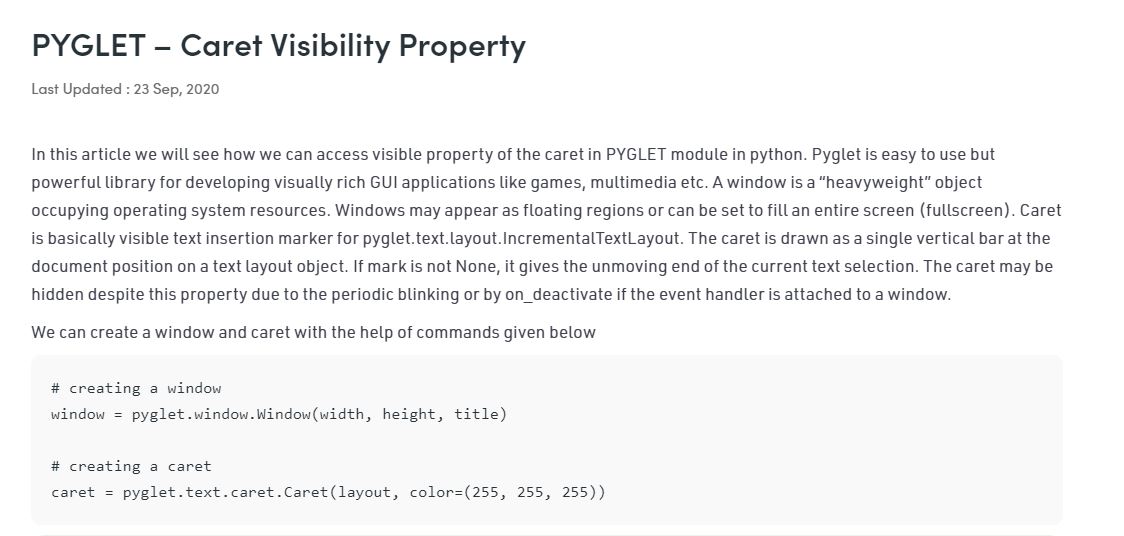 PYGLET – Caret Visibility Property
Last Updated : 23 Sep, 2020
In this article we will see how we can access visible property of the caret in PYGLET module in python. Pyglet is easy to use but
powerful library for developing visually rich GUI applications like games, multimedia etc. A window is a “heavyweight” object
occupying operating system resources. Windows may appear as floating regions or can be set to fill an entire screen (fullscreen). Caret
is basically visible text insertion marker for pyglet.text.layout.IncrementalTextLayout. The caret is drawn as a single vertical bar at the
document position on a text layout object. If mark is not None, it gives the unmoving end of the current text selection. The caret may be
hidden despite this property due to the periodic blinking or by on_deactivate if the event handler is attached to a window.
We can create a window and caret with the help of commands given below
# creating a window
window = pyglet.window.Window(width, height, title)
# creating a caret
caret = pyglet.text.caret.Caret(layout, color=(255, 255, 255))